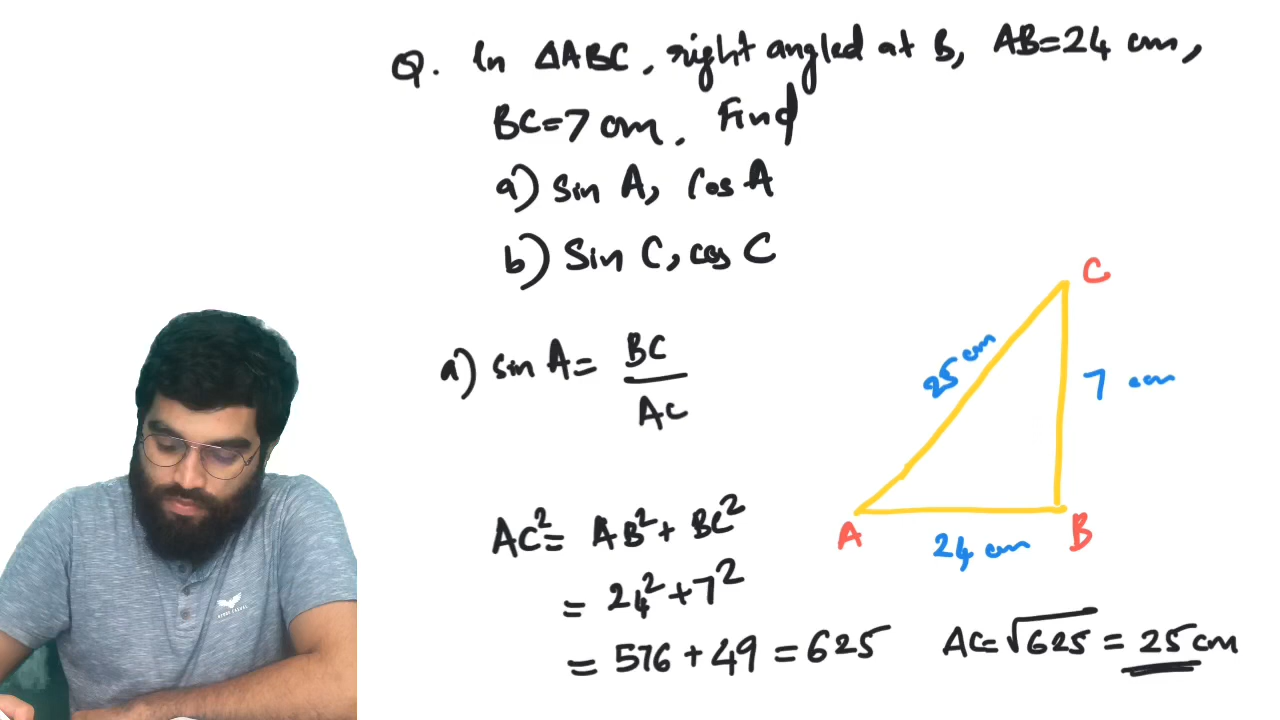 Q. In ΔABC, right angled at B, AB=24 cm,
BC=7 cm. Find
a) sin A, cos A
b) Sin C, cos C
a) sin A = BC
AC
AC² = AB² + BC²
= 24² + 7²
= 576 + 49 = 625
AC = √625 = 25 cm
C
25 cm
7 cm
A
24 cm
B